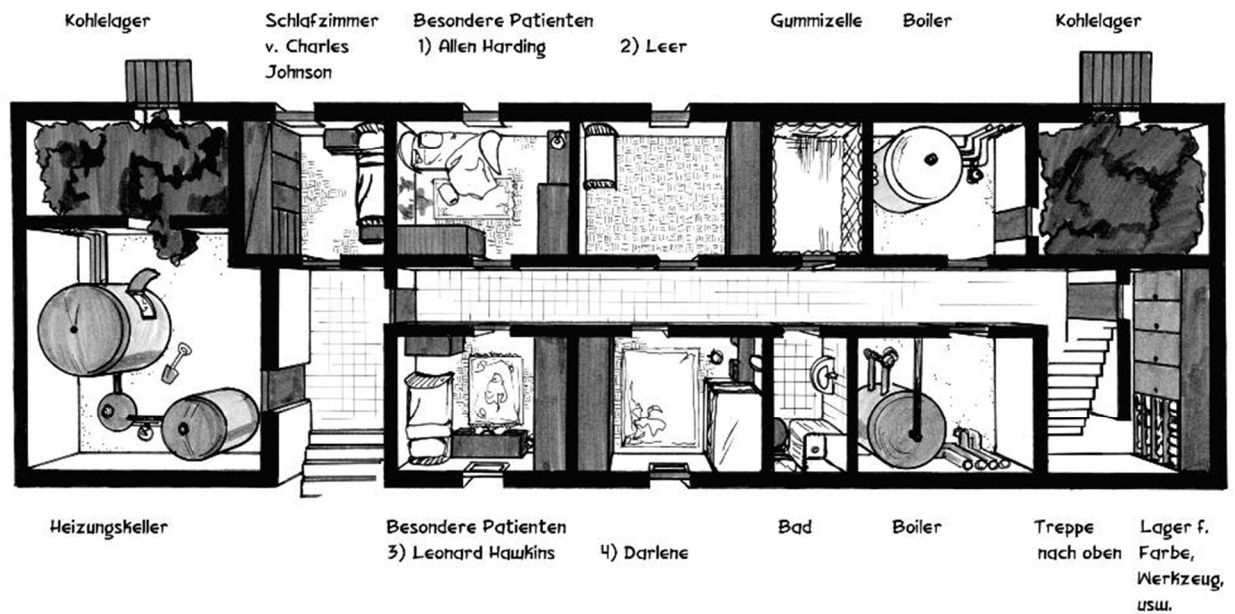 Kohlelager
Schlafzimmer
v. Charles
Johnson
Besondere Patienten
1) Allen Harding
2) Leer
Gummizelle
Boiler
Kohlelager
Heizungskeller
Besondere Patienten
3) Leonard Hawkins
4) Darlene
Bad
Boiler
Treppe
nach oben
Lager f.
Farbe,
Werkzeug,
usw.